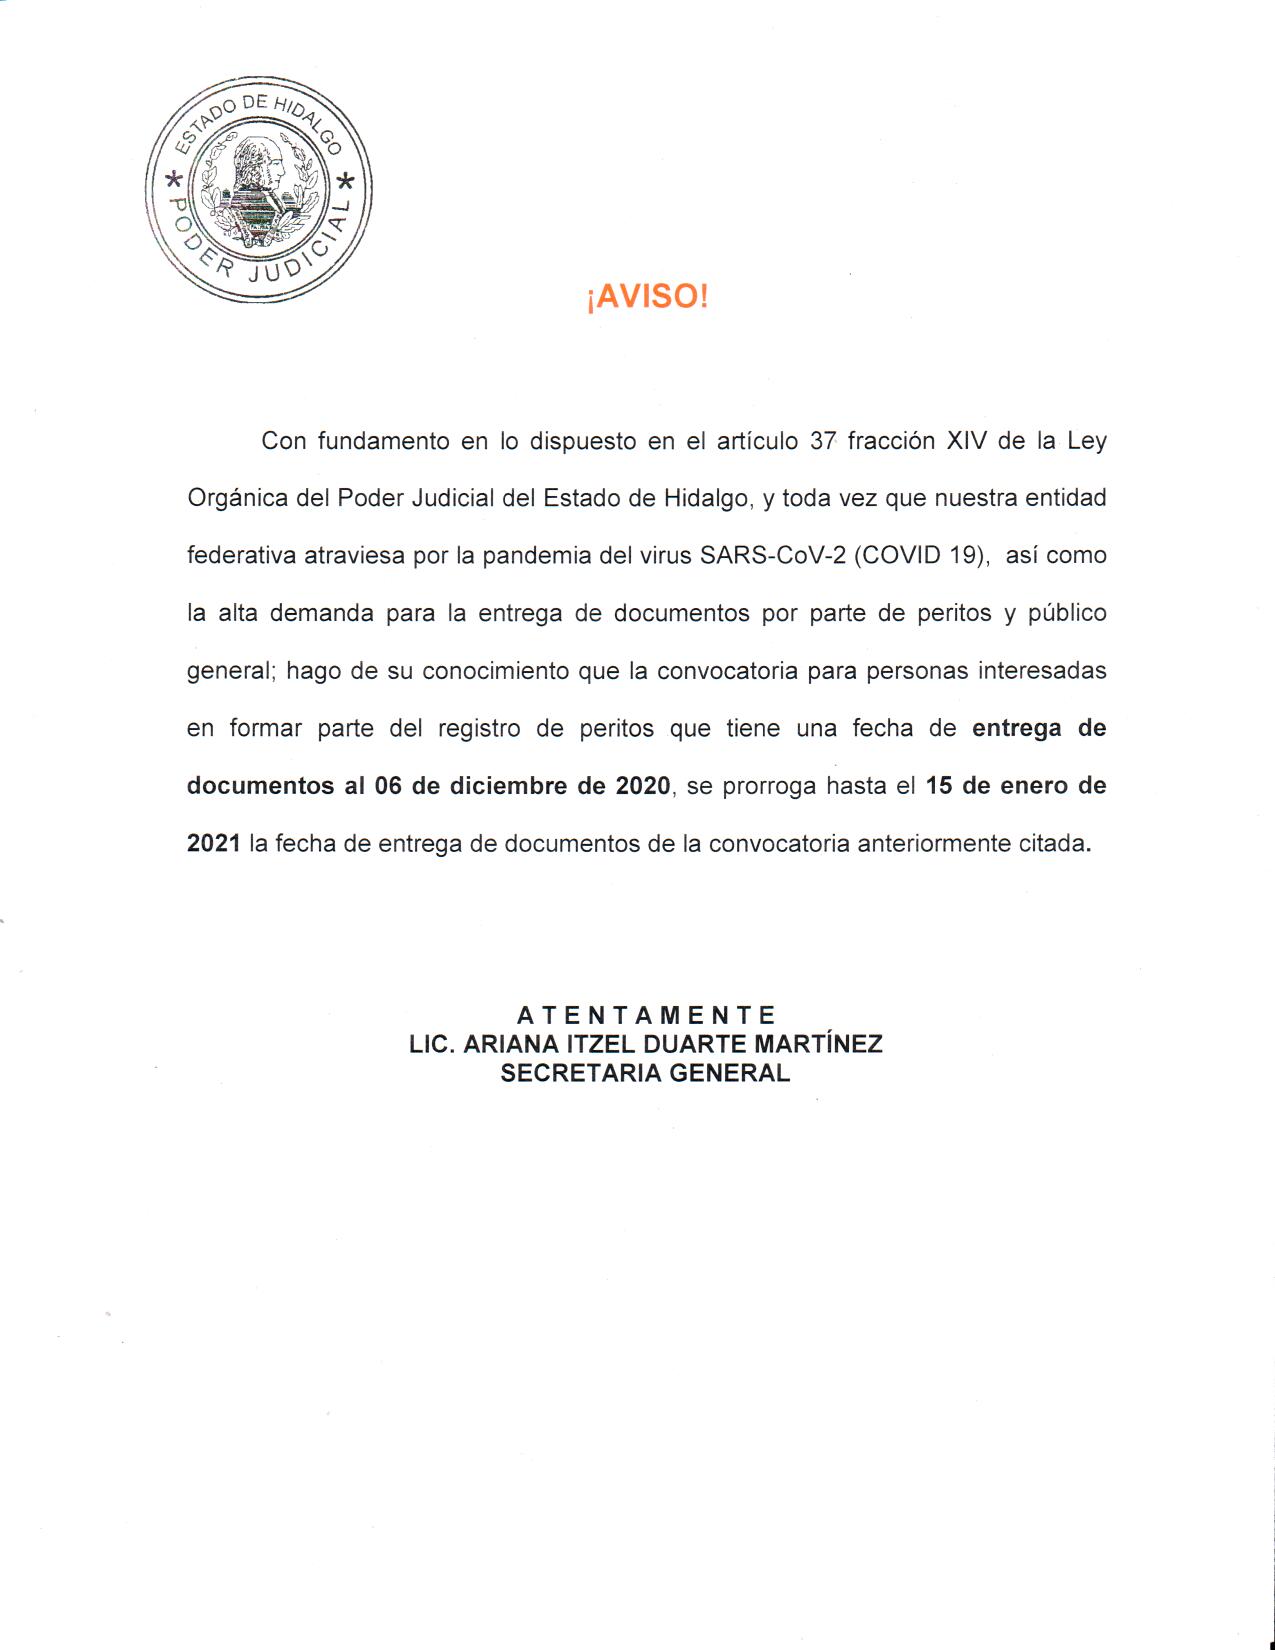 ESTADO DE HIDALGO
* PODER JUDICIAL *
¡AVISO!
Con fundamento en lo dispuesto en el artículo 37 fracción XIV de la Ley
Orgánica del Poder Judicial del Estado de Hidalgo, y toda vez que nuestra entidad
federativa atraviesa por la pandemia del virus SARS-CoV-2 (COVID 19), así como
la alta demanda para la entrega de documentos por parte de peritos y público
general; hago de su conocimiento que la convocatoria para personas interesadas
en formar parte del registro de peritos que tiene una fecha de entrega de
documentos al 06 de diciembre de 2020, se prorroga hasta el 15 de enero de
2021 la fecha de entrega de documentos de la convocatoria anteriormente citada.
A T E N T A M E N T E
LIC. ARIANA ITZEL DUARTE MARTÍNEZ
SECRETARIA GENERAL